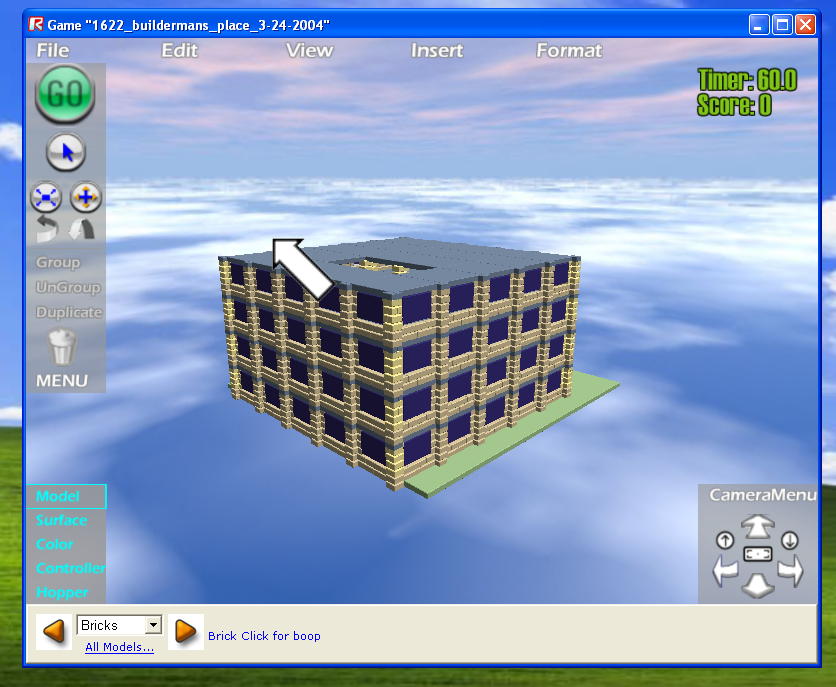 Game "1622_buildermans_place_3-24-2004"
File Edit View Insert Format
GO
Timer: 60.0
Score: 0
Group
UnGroup
Duplicate
MENU
Model
Surface
Color
Controller
Hopper
CameraMenu
Bricks
All Models...
Brick Click for boop